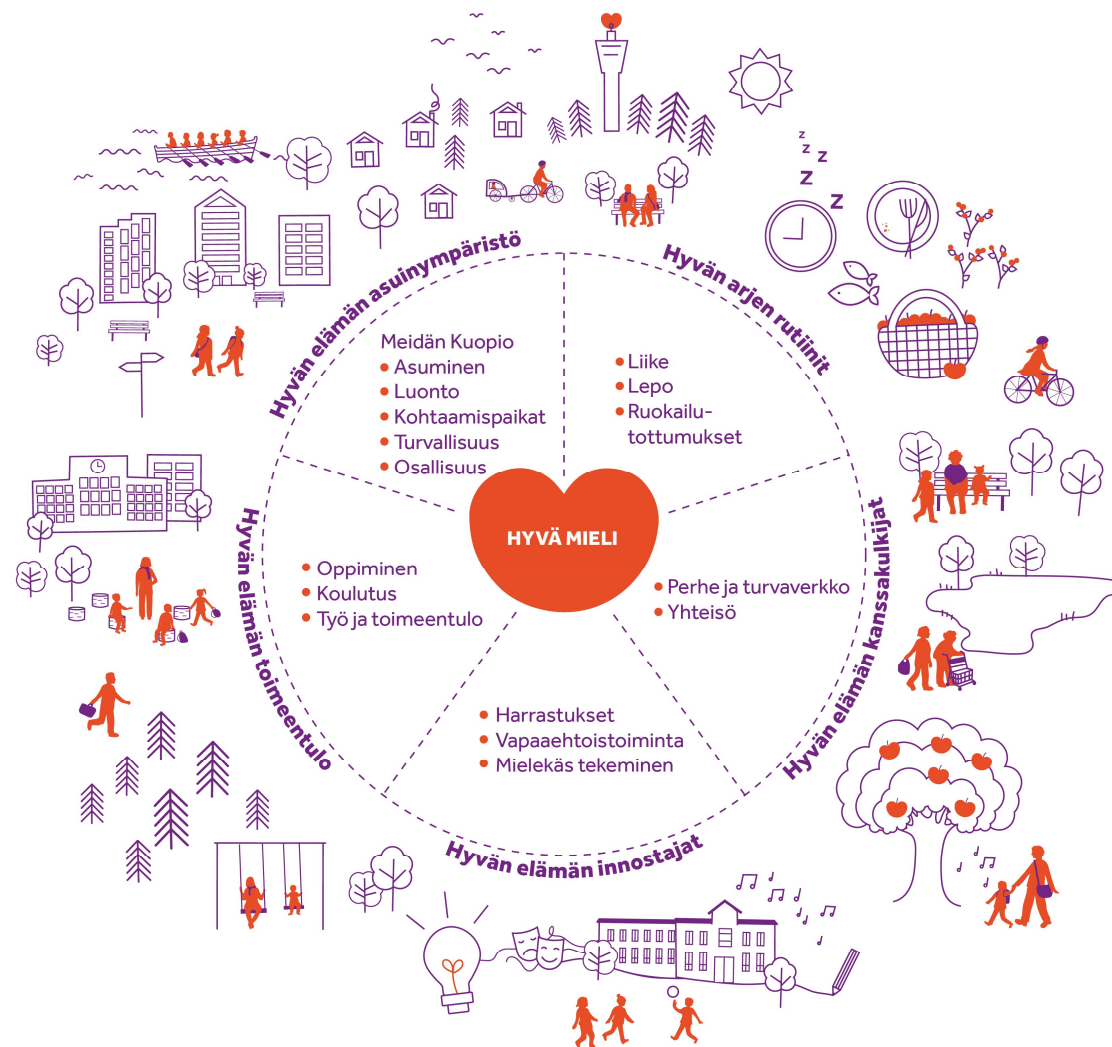 z
z
z
Z
Z
Hyvän elämän asuinympäristö
Meidän Kuopio
• Asuminen
• Luonto
• Kohtaamispaikat
• Turvallisuus
• Osallisuus
Hyvän arjen rutiinit
• Liike
• Lepo
• Ruokailu-
tottumukset
HYVÄ MIELI
Hyvän elämän toimeentulo
• Oppiminen
• Koulutus
• Työ ja toimeentulo
Hyvän elämän kanssakulkijat
• Perhe ja turvaverkko
• Yhteisö
• Harrastukset
• Vapaaehtoistoiminta
• Mielekäs tekeminen
Hyvän elämän innostajat